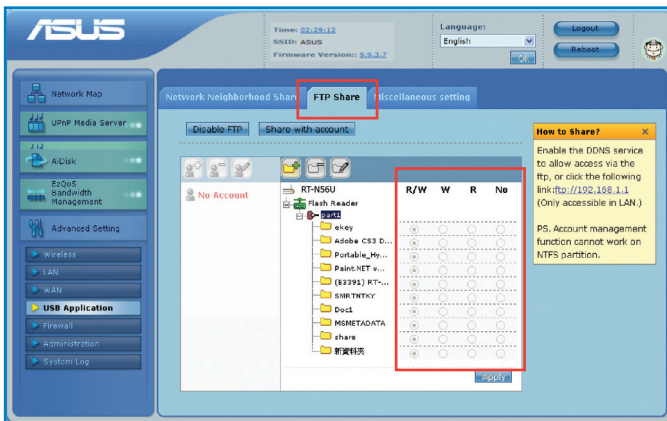 ASUS
Time: 02:29:12
SSID: ASUS
Firmware Version: 9.9.3.7
Language:
English
OK
Logout
Reboot
Network Map
UPnP Media Server
AiDisk
EzQoS
Bandwidth
Management
Advanced Setting
Wireless
LAN
WAN
USB Application
Firewall
Administration
System Log
Network Neighborhood Share
FTP Share
Miscellaneous setting
Disable FTP
Share with account
No Account
RT-N56U
Flash Reader
part1
ekey
Adobe CS3 D...
Portable_Hy...
Paint.NET v...
(E3391) RT-...
SMRTNTKY
Doc1
MSMETADATA
share
新資料夾
R/W W R No
Apply
How to Share? X
Enable the DDNS service
to allow access via the
ftp, or click the following
link:ftp://192.168.1.1
(Only accessible in LAN.)
PS. Account management
function cannot work on
NTFS partition.